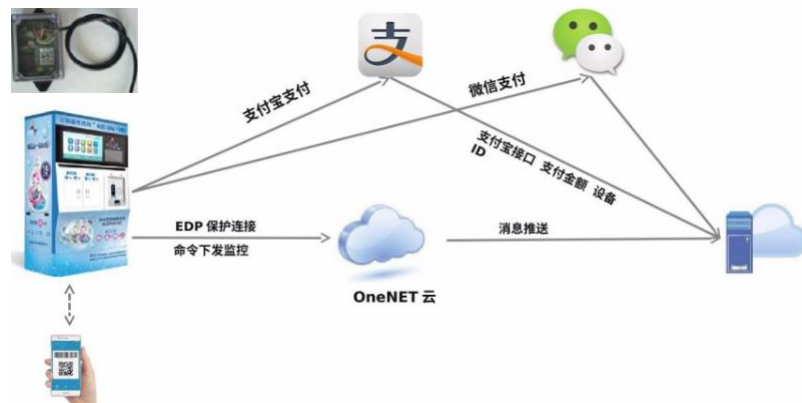 支付宝支付
微信支付
支付宝接口 支付金额 设备
ID
EDP 保护连接
命令下发监控
消息推送
OneNET 云
支